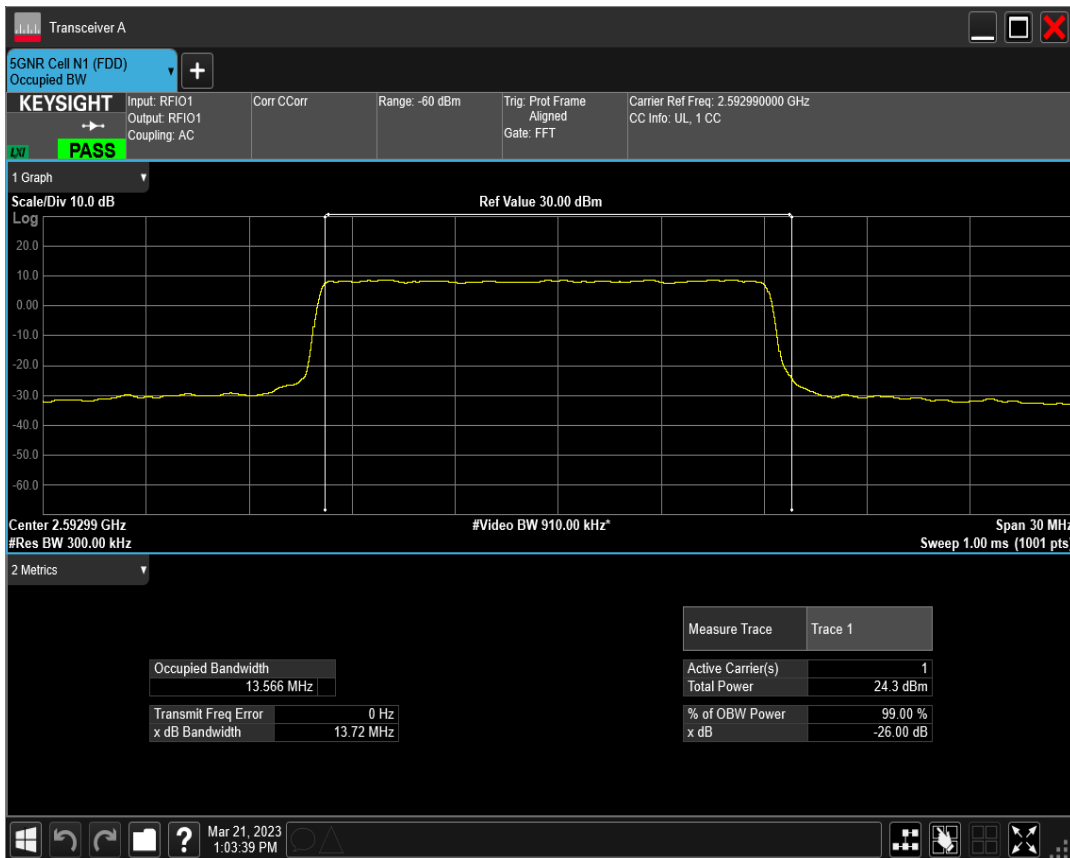 Transceiver A
5GNR Cell N1 (FDD)
Occupied BW
KEYSIGHT
LXI
PASS
Input: RFIO1
Output: RFIO1
Coupling: AC
Corr CCorr
Range: -60 dBm
Trig: Prot Frame
Aligned
Gate: FFT
Carrier Ref Freq: 2.592990000 GHz
CC Info: UL, 1 CC
1 Graph
Scale/Div 10.0 dB
Ref Value 30.00 dBm
Log
20.0
10.0
0.00
-10.0
-20.0
-30.0
-40.0
-50.0
-60.0
Center 2.59299 GHz
#Video BW 910.00 kHz*
Span 30 MHz
#Res BW 300.00 kHz
Sweep 1.00 ms (1001 pts)
2 Metrics
Measure Trace Trace 1
Occupied Bandwidth
13.566 MHz
Active Carrier(s) 1
Total Power 24.3 dBm
Transmit Freq Error 0 Hz
x dB Bandwidth 13.72 MHz
% of OBW Power 99.00 %
x dB -26.00 dB
?
Mar 21, 2023
1:03:39 PM